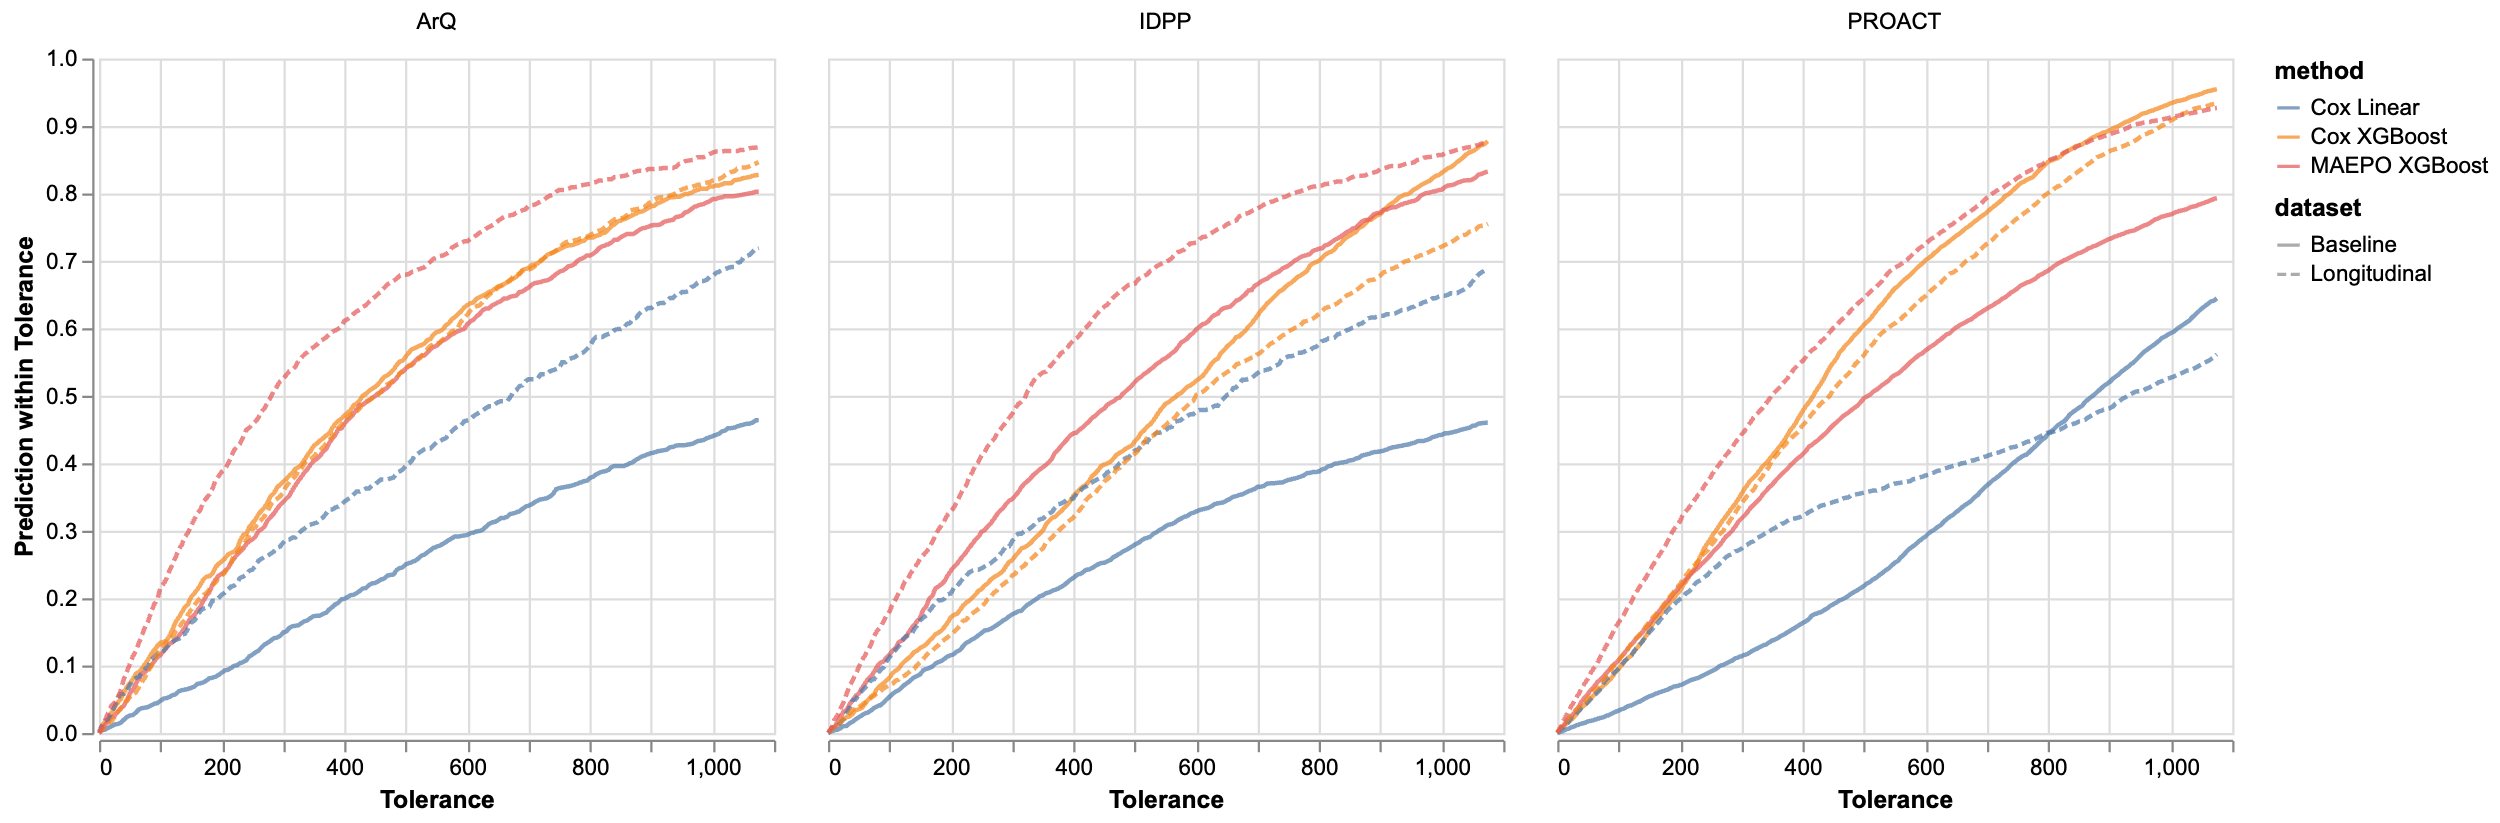 ArQ
IDPP
PROACT
Prediction within Tolerance
1.0
0.9
0.8
0.7
0.6
0.5
0.4
0.3
0.2
0.1
0.0
0 200 400 600 800 1,000
0 200 400 600 800 1,000
0 200 400 600 800 1,000
Tolerance
Tolerance
Tolerance
method
Cox Linear
Cox XGBoost
MAEPO XGBoost
dataset
Baseline
Longitudinal